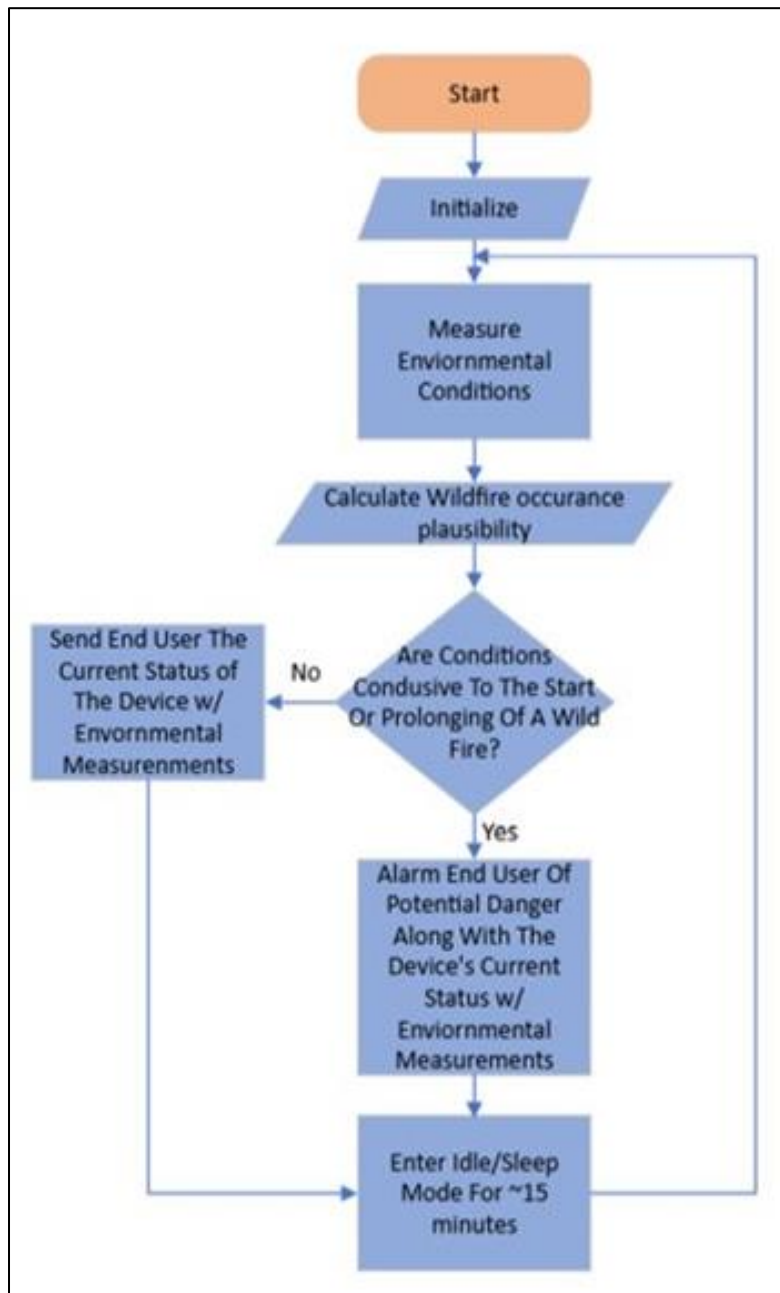 Start
Initialize
Measure
Enviornmental
Conditions
Calculate Wildfire occurance
plausibility
Are Conditions
Condusive To The Start
Or Prolonging Of A Wild
Fire?
No
Send End User The
Current Status of
The Device w/
Envornmental
Measurenments
Yes
Alarm End User Of
Potential Danger
Along With The
Device's Current
Status w/
Enviornmental
Measurements
Enter Idle/Sleep
Mode For ~15
minutes